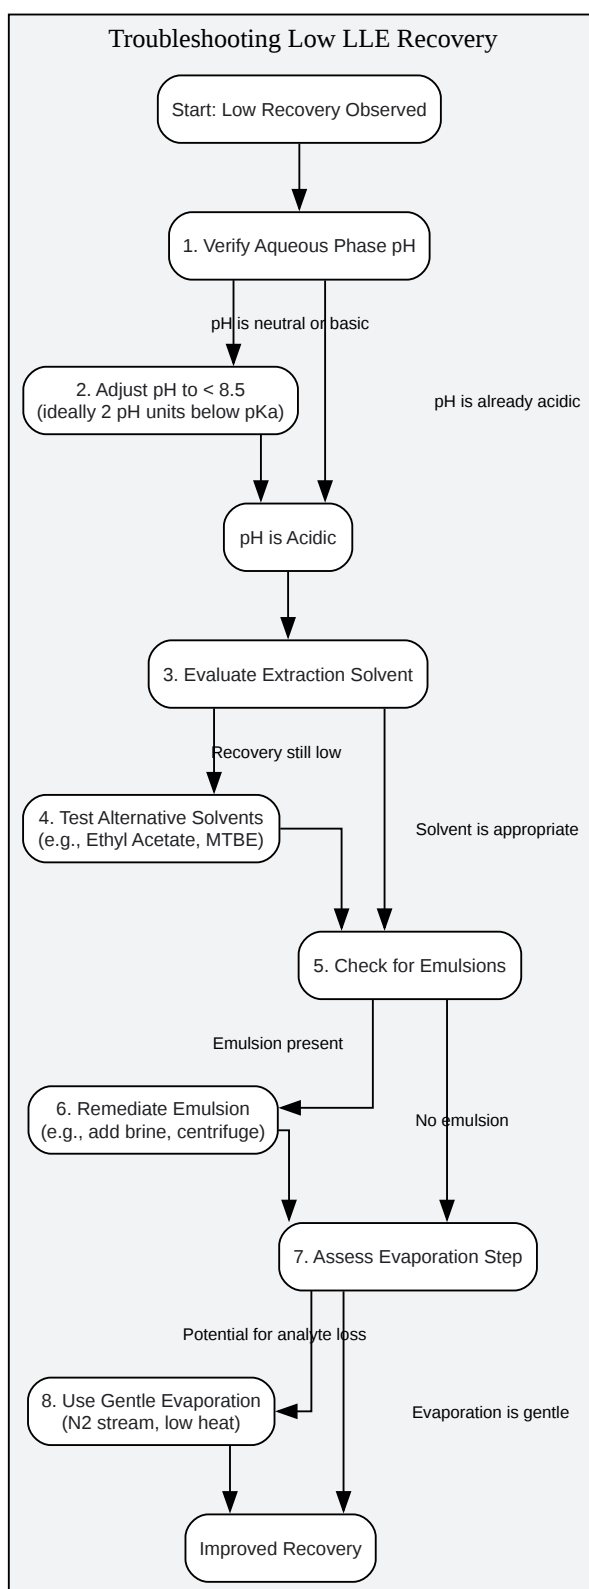 Troubleshooting Low LLE Recovery
Start: Low Recovery Observed
1. Verify Aqueous Phase pH
pH is neutral or basic
2. Adjust pH to < 8.5
(ideally 2 pH units below pKa)
pH is already acidic
pH is Acidic
3. Evaluate Extraction Solvent
Recovery still low
4. Test Alternative Solvents
(e.g., Ethyl Acetate, MTBE)
Solvent is appropriate
5. Check for Emulsions
Emulsion present
6. Remediate Emulsion
(e.g., add brine, centrifuge)
No emulsion
7. Assess Evaporation Step
Potential for analyte loss
8. Use Gentle Evaporation
(N2 stream, low heat)
Evaporation is gentle
Improved Recovery